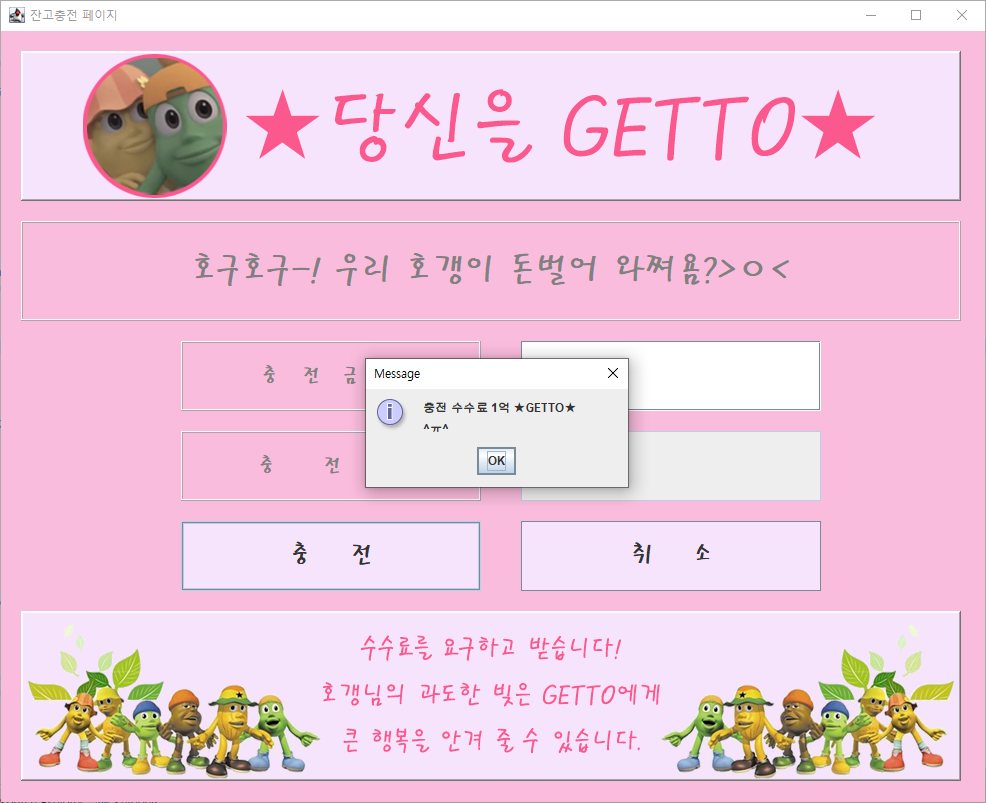 잔고충전 페이지
★당신을 GETTO★
호구호구~! 우리 호갱이 돈벌어 와쪄욤?>ㅇ<
충 전 금
Message
충전 수수료 1억 ★GETTO★
^ㅠ^
OK
충 전
충 전
취 소
수수료를 요구하고 받습니다!
호갱님의 과도한 빚은 GETTO에게
큰 행복을 안겨 줄 수 있습니다.